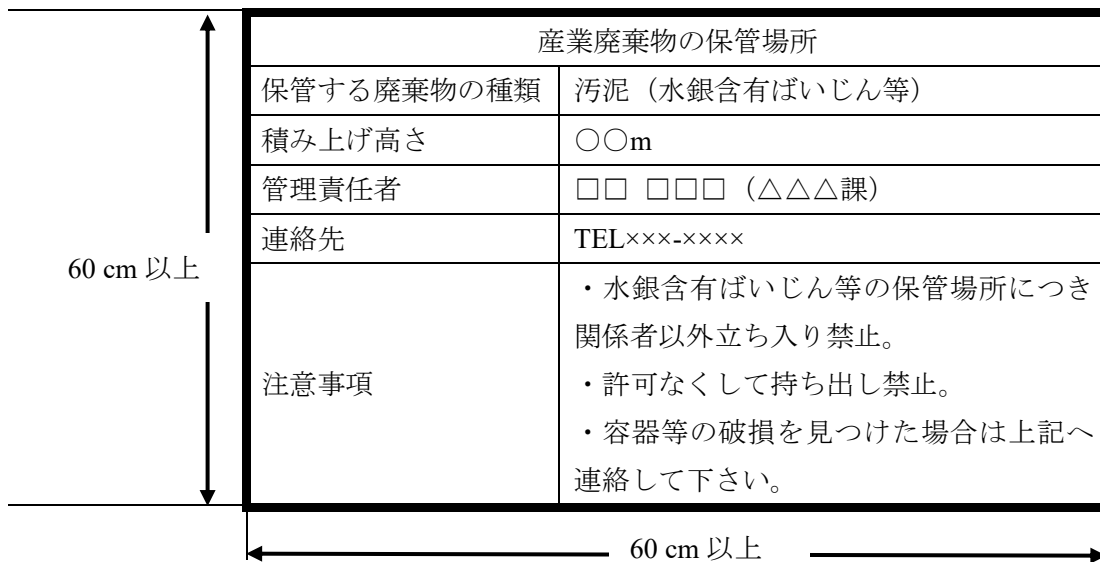 産業廃棄物の保管場所
保管する廃棄物の種類 汚泥（水銀含有ばいじん等）
積み上げ高さ ○○m
管理責任者 □□ □□□（△△△課）
連絡先 TEL×××-××××
60 cm 以上
注意事項
・水銀含有ばいじん等の保管場所につき
関係者以外立ち入り禁止。
・許可なくして持ち出し禁止。
・容器等の破損を見つけた場合は上記へ
連絡して下さい。
60 cm 以上